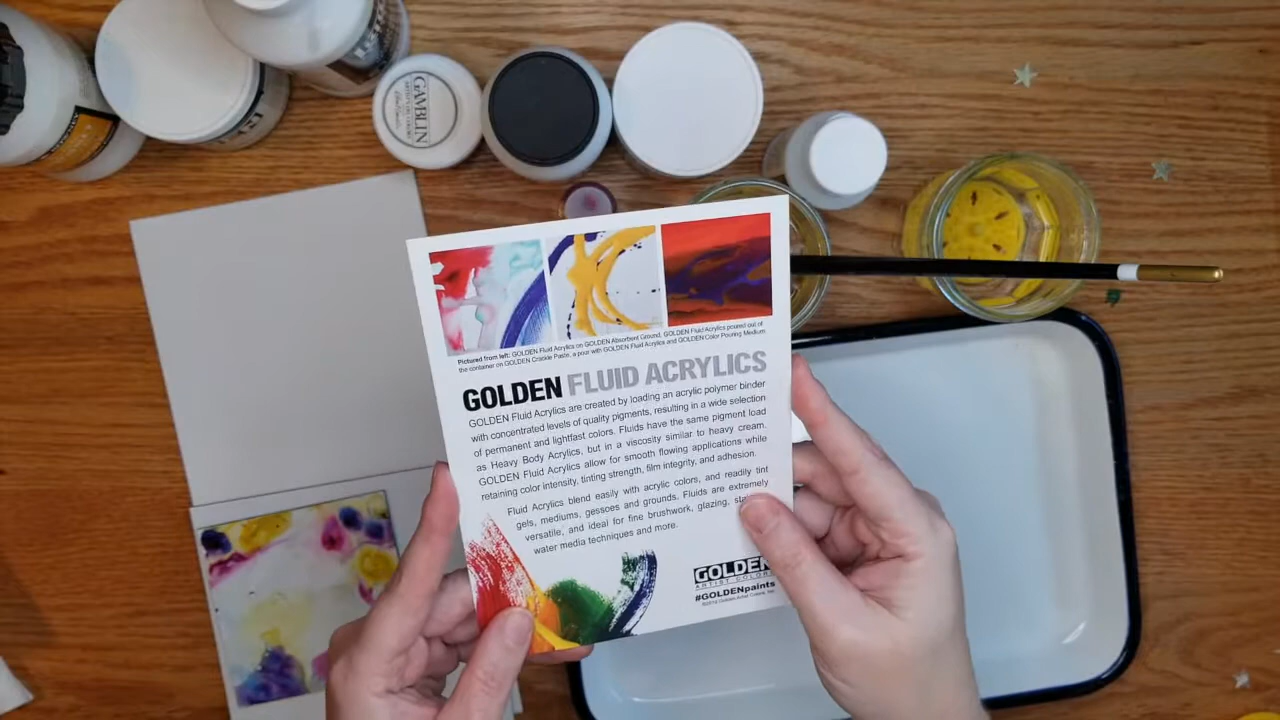 GAMBLIN
ARTIST'S OIL COLORS
Pictured from left: GOLDEN Fluid Acrylics on GOLDEN Absorbent Ground, GOLDEN Fluid Acrylics poured out of
the container on GOLDEN Crackle Paste, a pour with GOLDEN Fluid Acrylics and GOLDEN Color Pouring Medium
GOLDEN FLUID ACRYLICS
GOLDEN Fluid Acrylics are created by loading an acrylic polymer binder
with concentrated levels of quality pigments, resulting in a wide selection
of permanent and lightfast colors. Fluids have the same pigment load
as Heavy Body Acrylics, but in a viscosity similar to heavy cream.
GOLDEN Fluid Acrylics allow for smooth flowing applications while
retaining color intensity, tinting strength, film integrity, and adhesion.
Fluid Acrylics blend easily with acrylic colors, and readily tint
gels, mediums, gessoes and grounds. Fluids are extremely
versatile, and ideal for fine brushwork, glazing,
water media techniques and more.
GOLDEN
ARTIST COLORS
#GOLDENpaints